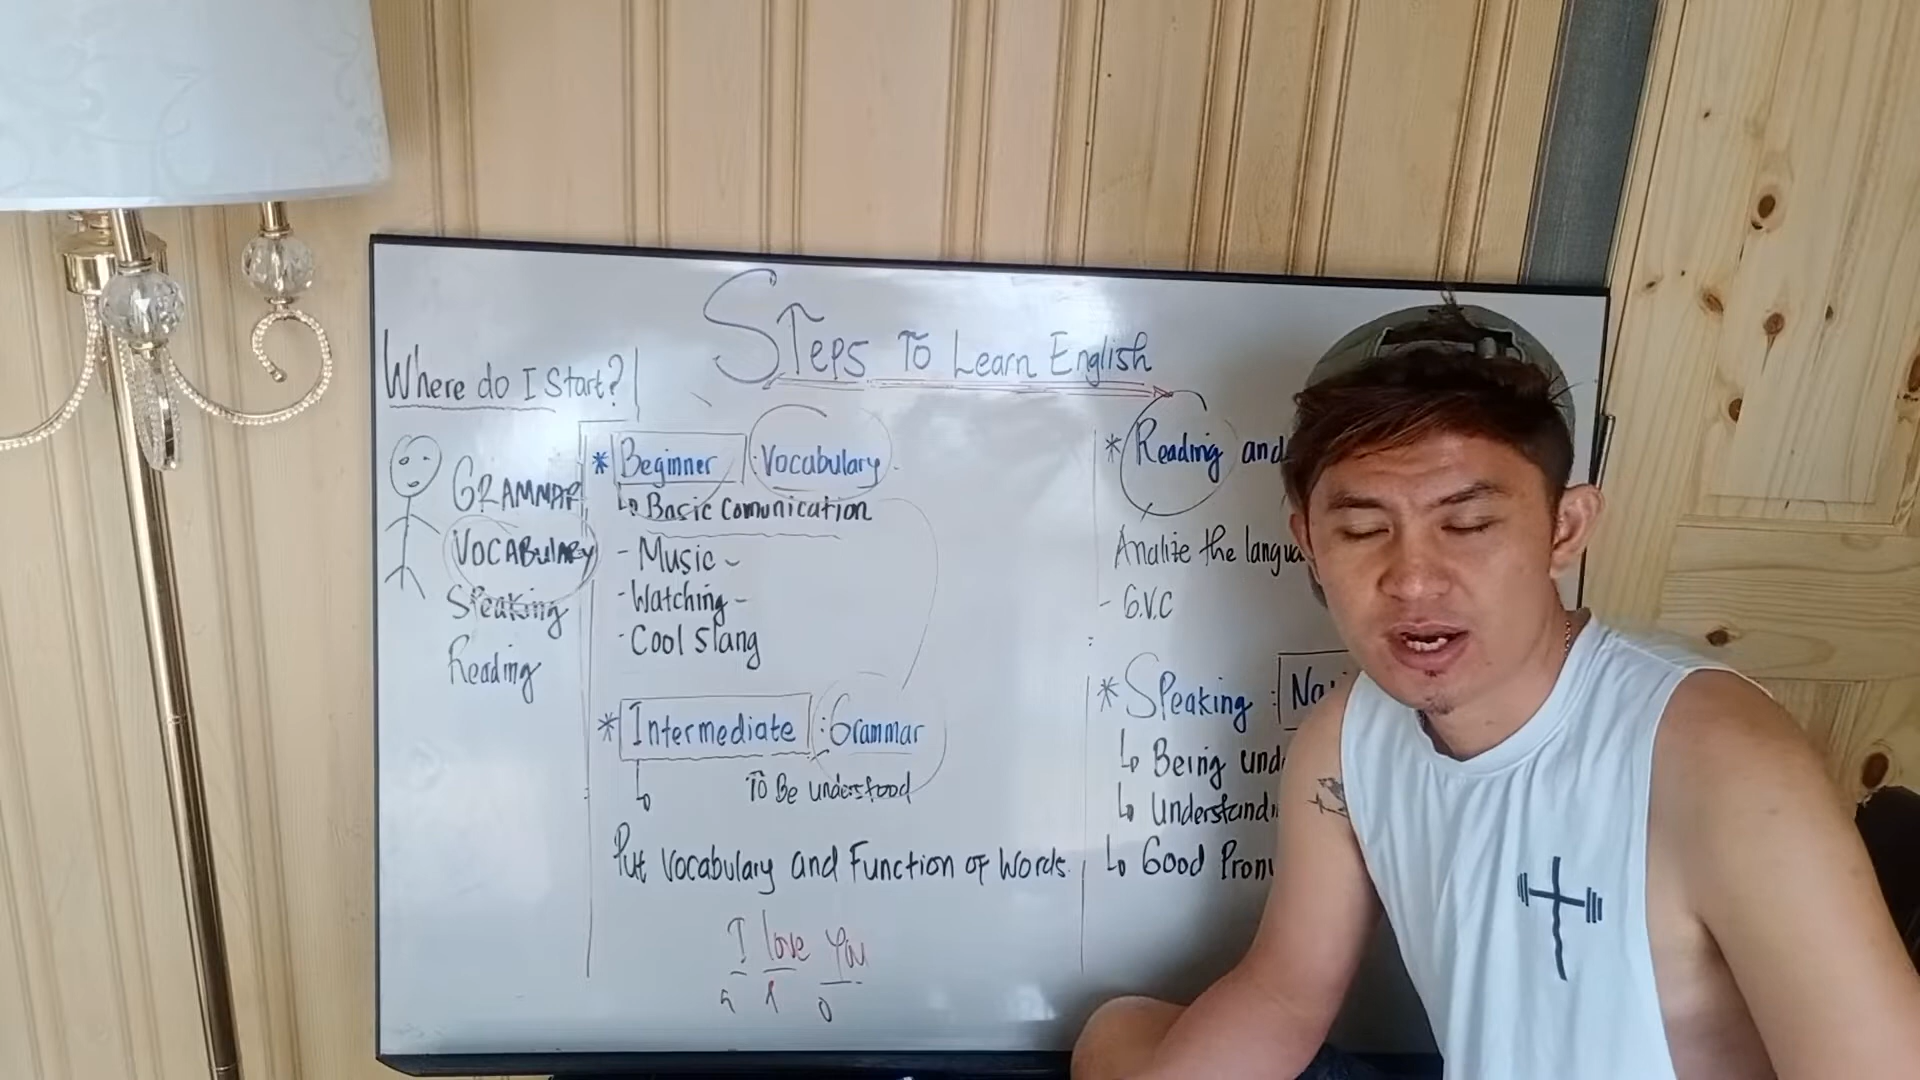 Steps To Learn English
Where do I Start?
GRAMMAR
VOCABULARY
Speaking
Reading
* Beginner : Vocabulary
Basic Comunication
- Music -
- Watching -
- Cool slang
* Intermediate : Grammar
To Be understood
Put Vocabulary and Function of Words.
I love you
* Reading and
Analize the langua
- G.V.C
* Speaking : Na
Being und
Understandi
Good Pronu